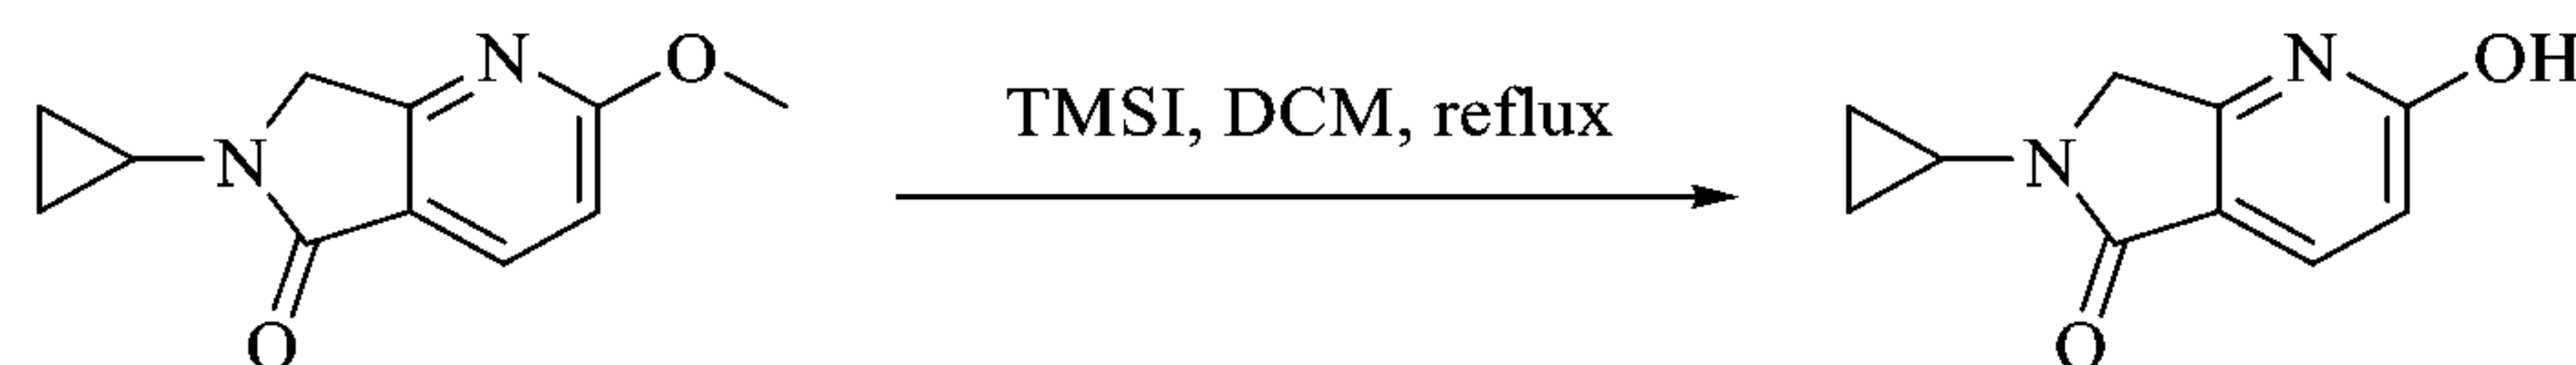 N O
TMSI, DCM, reflux
N OH
N
N
O
O